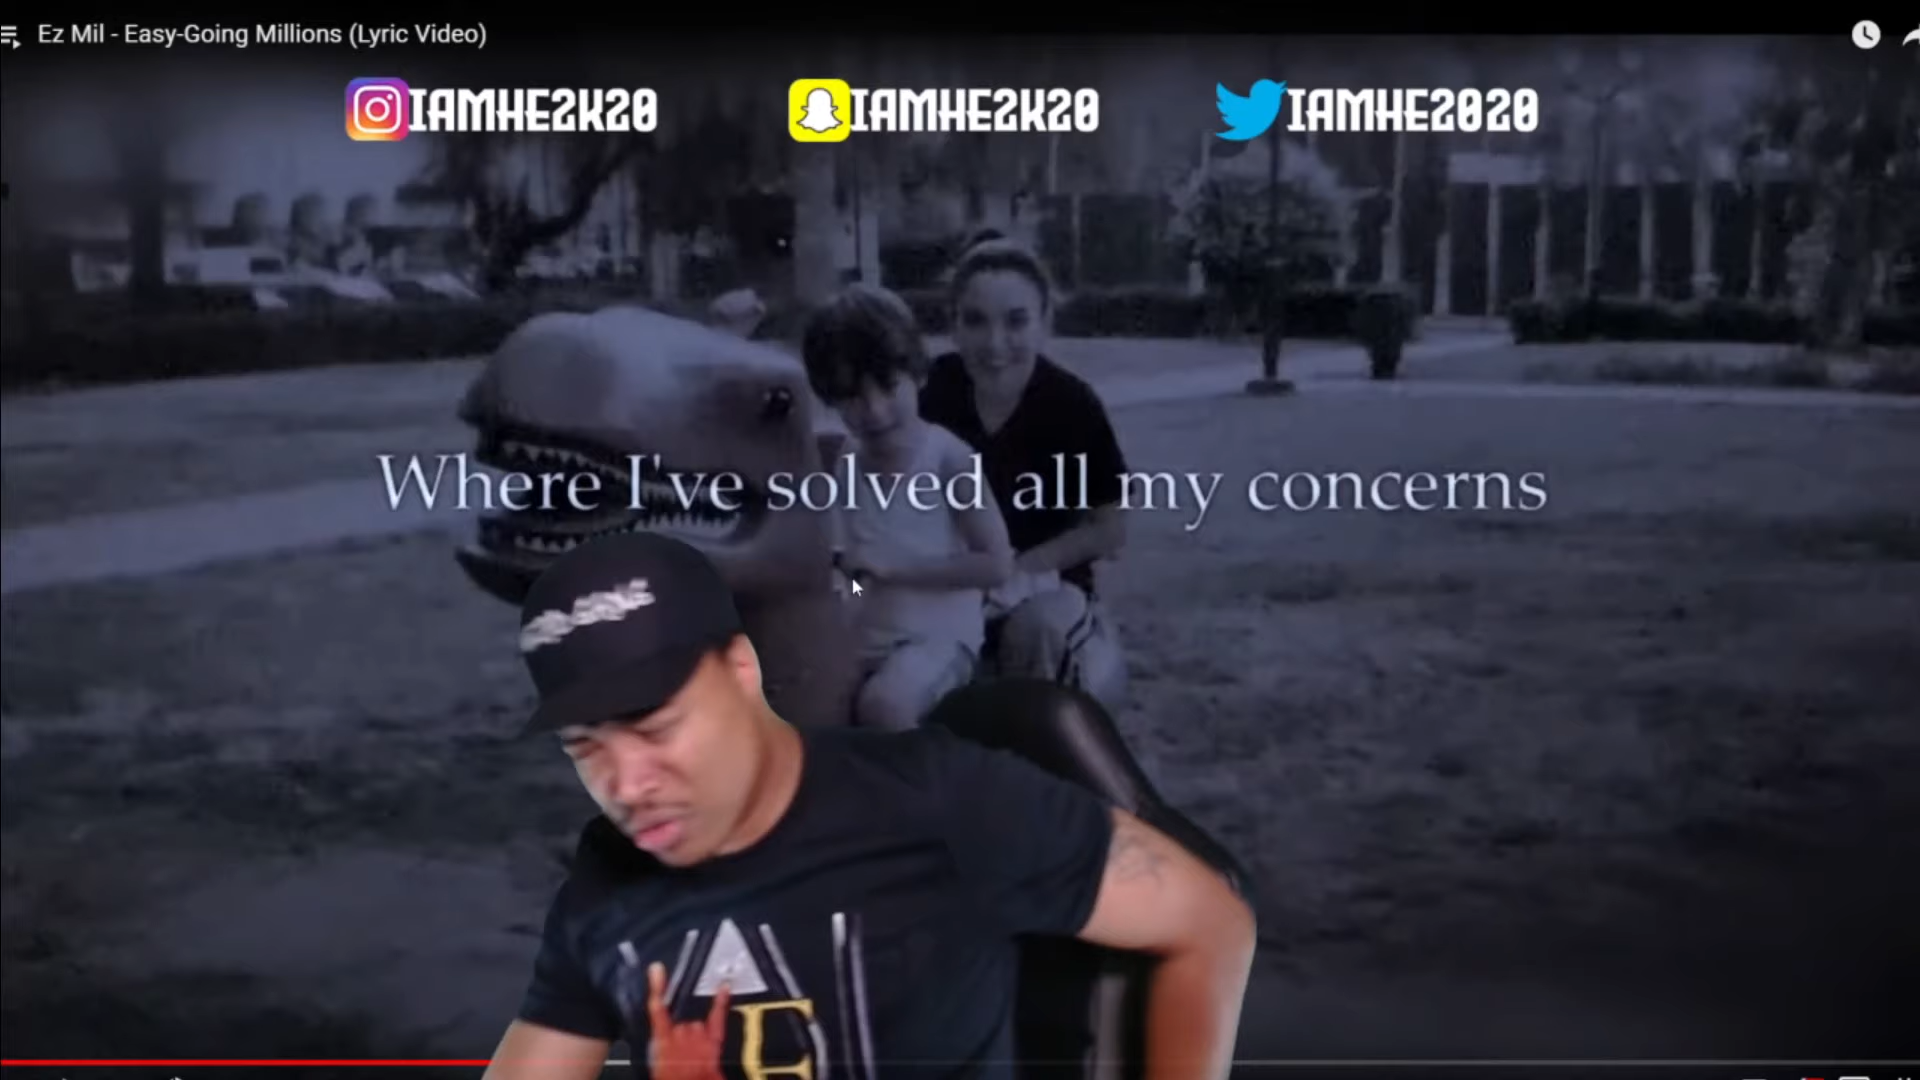 Ez Mil - Easy-Going Millions (Lyric Video)
IAMHE2K20
IAMHE2K20
IAMHE2020
Where I've solved all my concerns
E